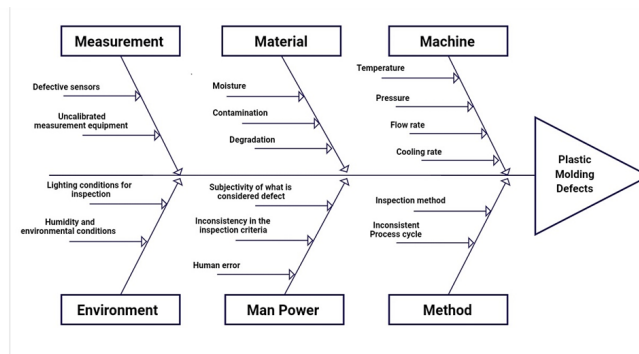 Measurement
Material
Machine
Defective sensors
Uncalibrated
measurement equipment
Moisture
Contamination
Degradation
Temperature
Pressure
Flow rate
Cooling rate
Plastic
Molding
Defects
Lighting conditions for
inspection
Humidity and
environmental conditions
Subjectivity of what is
considered defect
Inconsistency in the
inspection criteria
Human error
Inspection method
Inconsistent
Process cycle
Environment
Man Power
Method